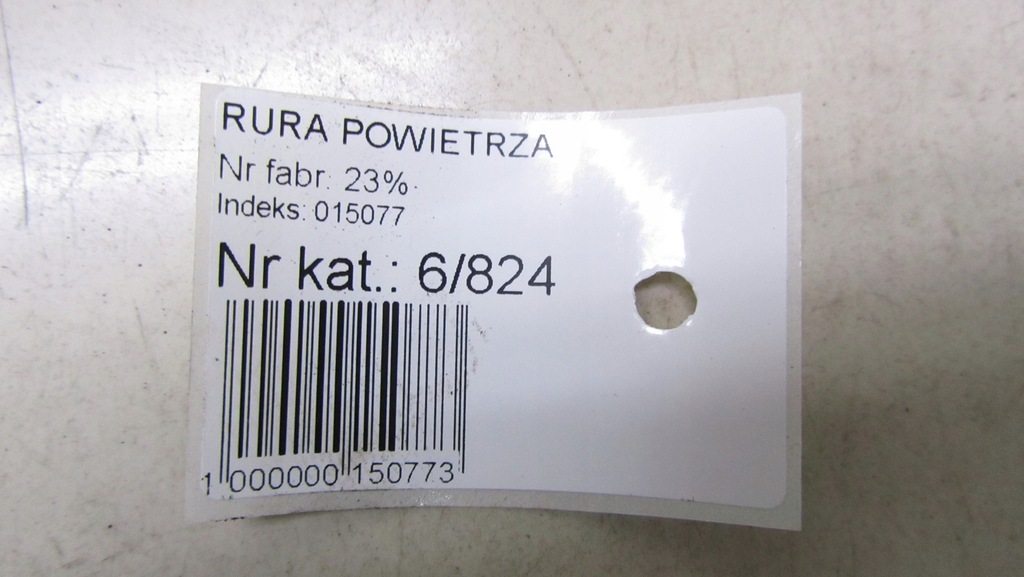 RURA POWIETRZA
Nr fabr: 23%
Indeks: 015077
Nr kat.: 6/824
1 000000 150773